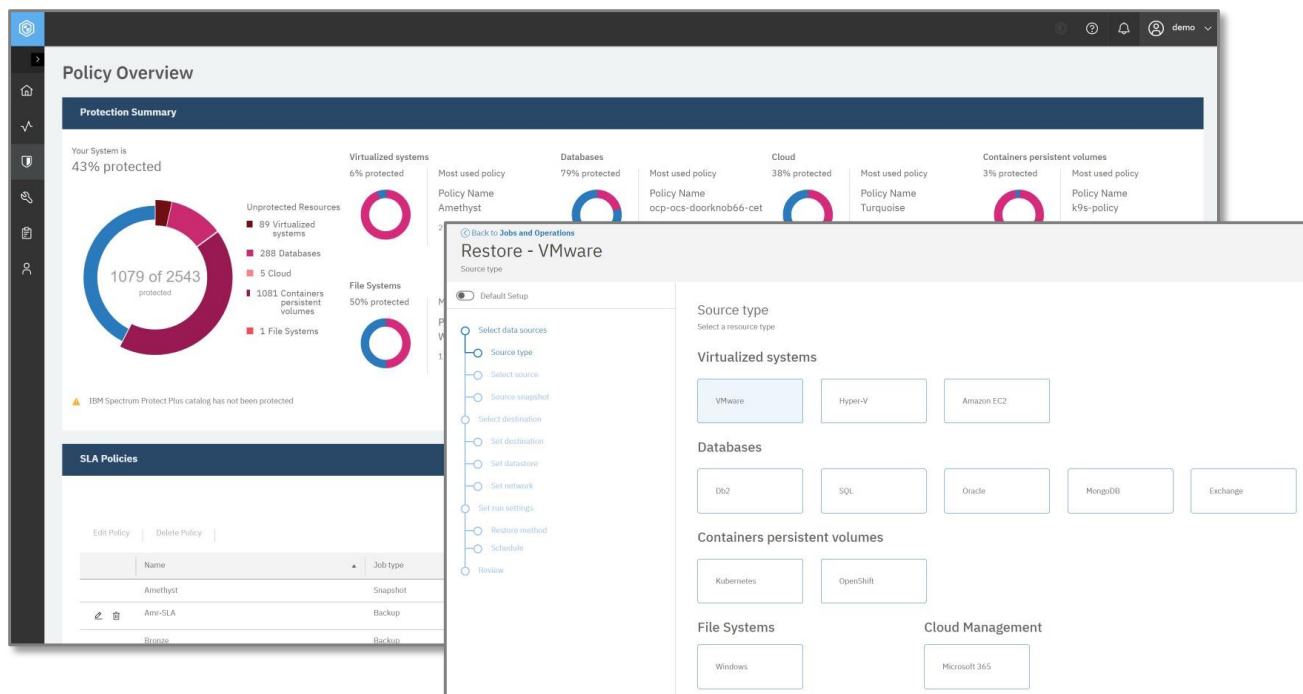 demo
Policy Overview
Protection Summary
Your System is
43% protected
1079 of 2543
protected
Unprotected Resources
89 Virtualized
systems
288 Databases
5 Cloud
1081 Containers
persistent
volumes
1 File Systems
IBM Spectrum Protect Plus catalog has not been protected
Virtualized systems
6% protected
Most used policy
Policy Name
Amethyst
Databases
79% protected
Most used policy
Policy Name
ocp-ocs-doorknob66-cet
Cloud
38% protected
Most used policy
Policy Name
Turquoise
Containers persistent volumes
3% protected
Most used policy
Policy Name
k9s-policy
File Systems
50% protected
SLA Policies
Edit Policy
Delete Policy
Name
Job type
Amethyst
Snapshot
Amr-SLA
Backup
Bronze
Backup
Back to Jobs and Operations
Restore - VMware
Source type
Default Setup
Select data sources
Source type
Select source
Source snapshot
Select destination
Set destination
Set datastore
Set network
Set run settings
Restore method
Schedule
Review
Source type
Select a resource type
Virtualized systems
VMware
Hyper-V
Amazon EC2
Databases
Db2
SQL
Oracle
MongoDB
Exchange
Containers persistent volumes
Kubernetes
OpenShift
File Systems
Windows
Cloud Management
Microsoft 365